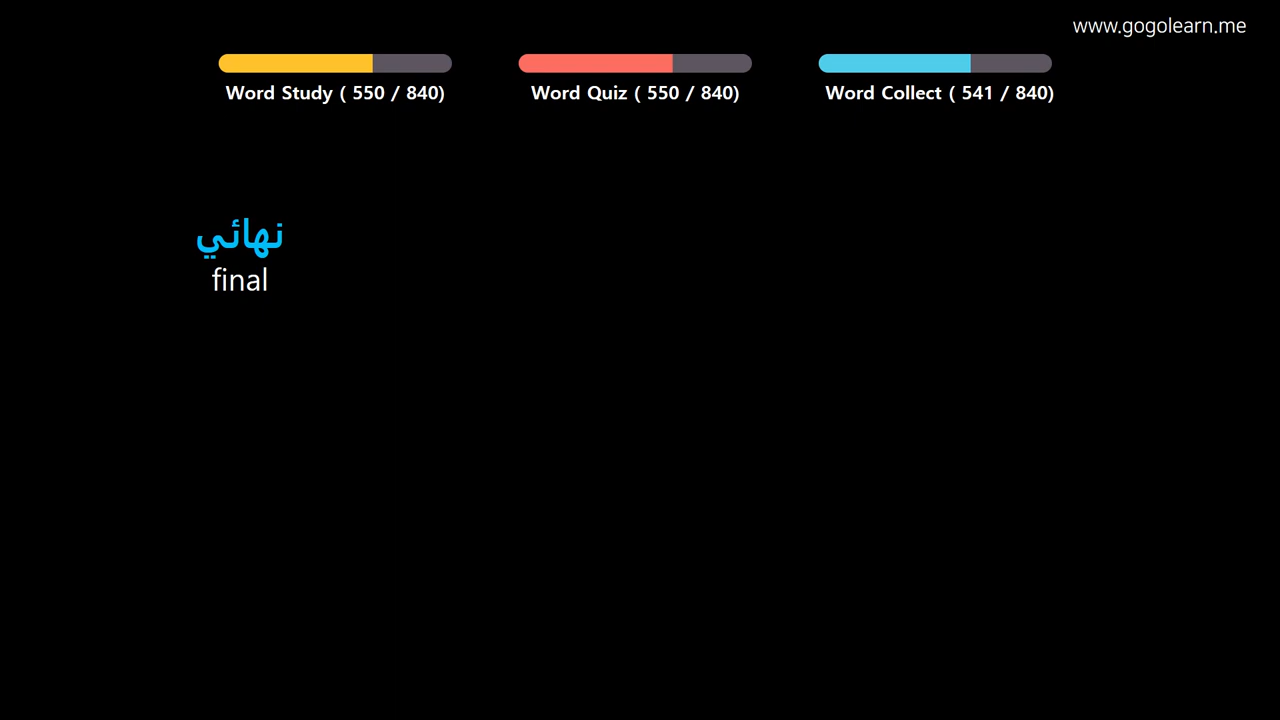 www.gogolearn.me
Word Study ( 550 / 840)
Word Quiz ( 550 / 840)
Word Collect ( 541 / 840)
نهائي
final